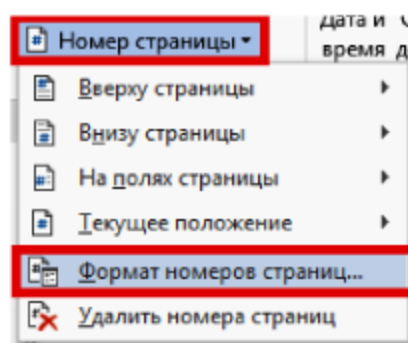 Дата и
Номер страницы
время д
Вверху страницы
Внизу страницы
На полях страницы
Текущее положение
Формат номеров страниц...
Удалить номера страниц